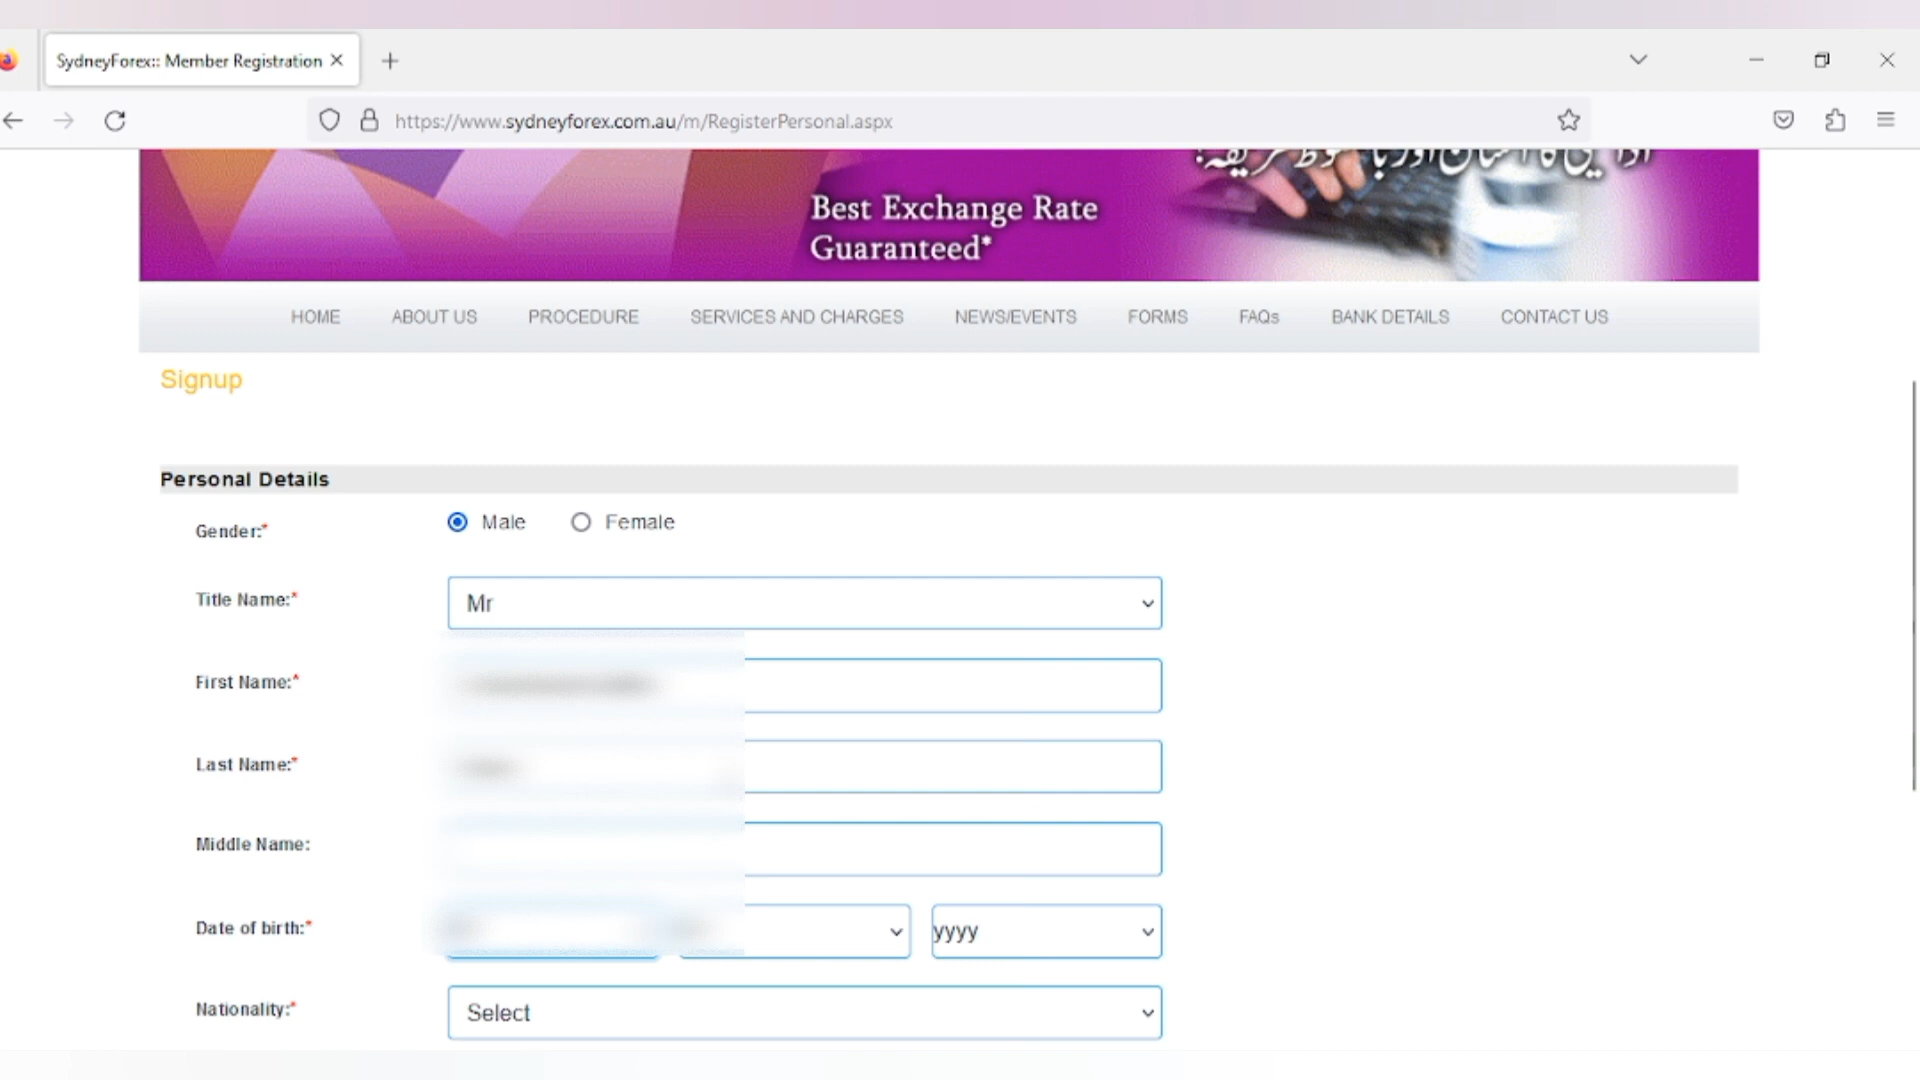 SydneyForex:: Member Registration
https://www.sydneyforex.com.au/m/RegisterPersonal.aspx
Best Exchange Rate
Guaranteed*
HOME ABOUT US PROCEDURE SERVICES AND CHARGES NEWS/EVENTS FORMS FAQs BANK DETAILS CONTACT US
Signup
Personal Details
Gender:* Male Female
Title Name:* Mr
First Name:*
Last Name:*
Middle Name:
Date of birth:* yyyy
Nationality:* Select